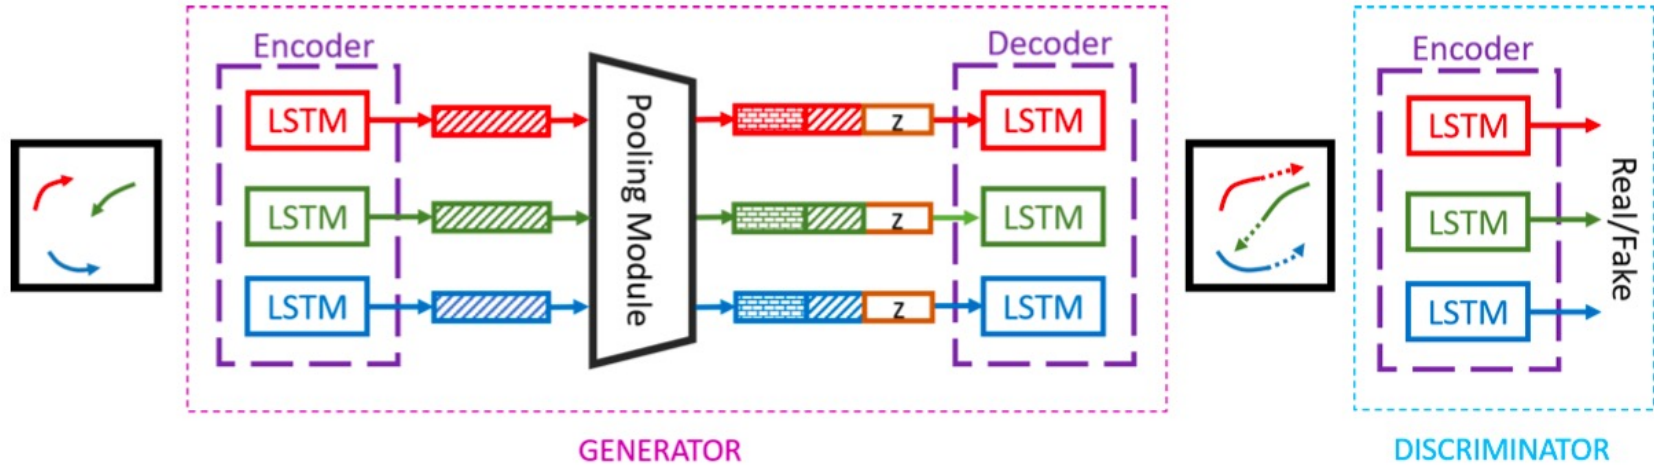 Encoder
LSTM
LSTM
LSTM
Pooling Module
z
z
z
Decoder
LSTM
LSTM
LSTM
GENERATOR
Encoder
LSTM
LSTM
LSTM
Real/Fake
DISCRIMINATOR